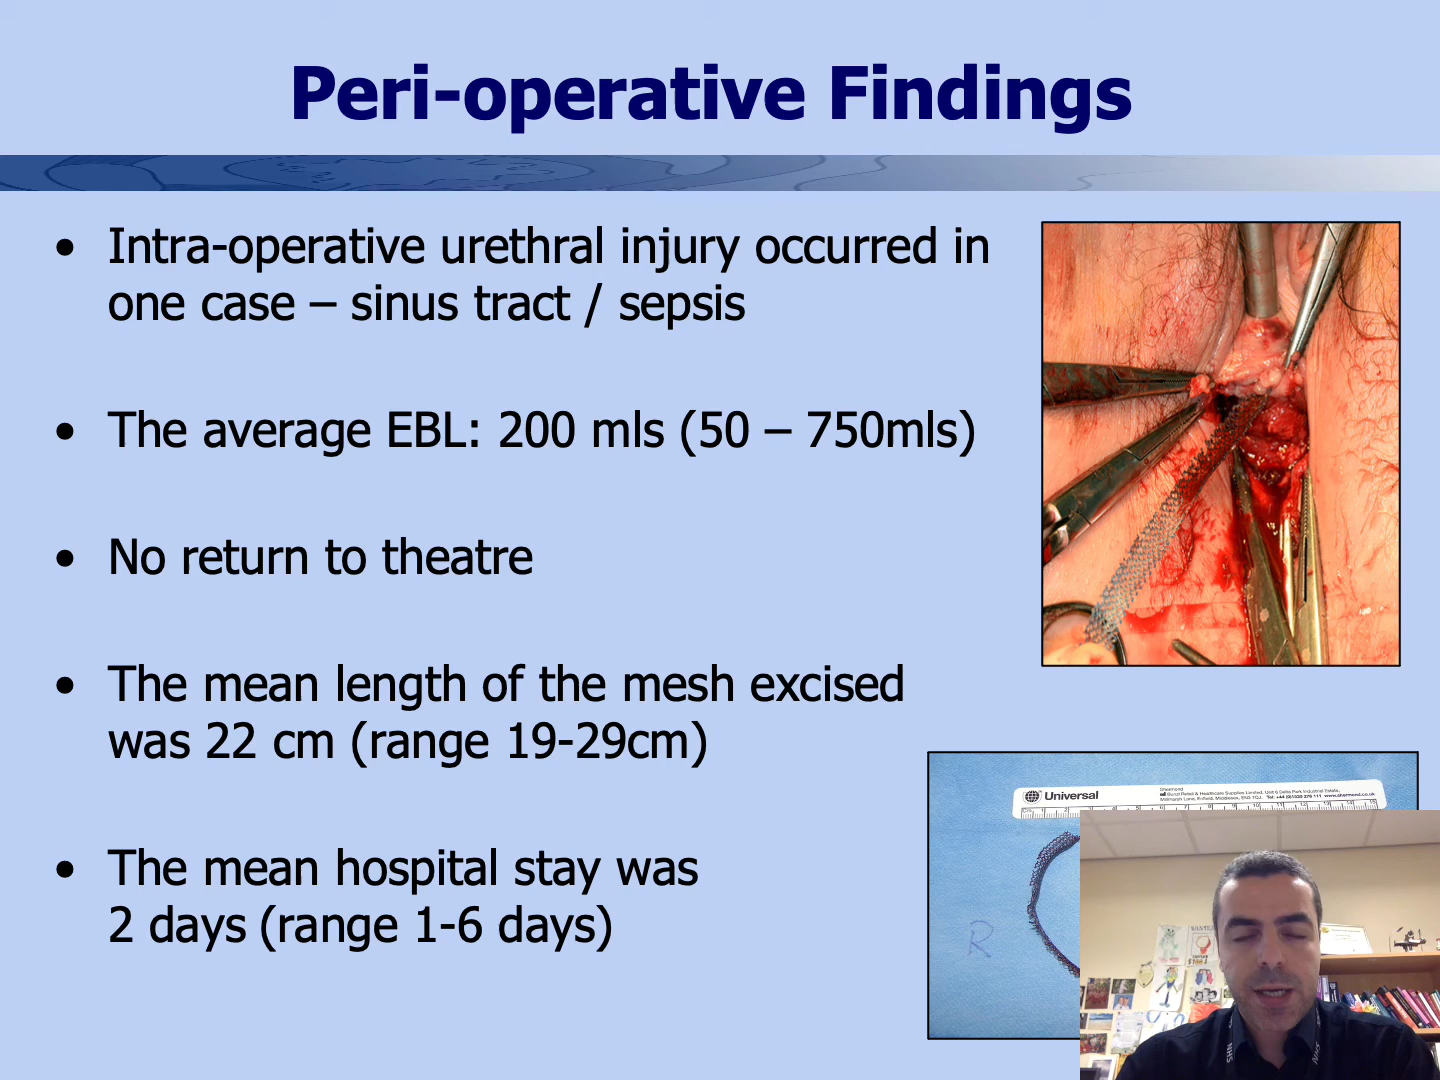 Peri-operative Findings
• Intra-operative urethral injury occurred in
one case – sinus tract / sepsis
• The average EBL: 200 mls (50 – 750mls)
• No return to theatre
• The mean length of the mesh excised
was 22 cm (range 19-29cm)
• The mean hospital stay was
2 days (range 1-6 days)
Universal
R
NHS
NHS